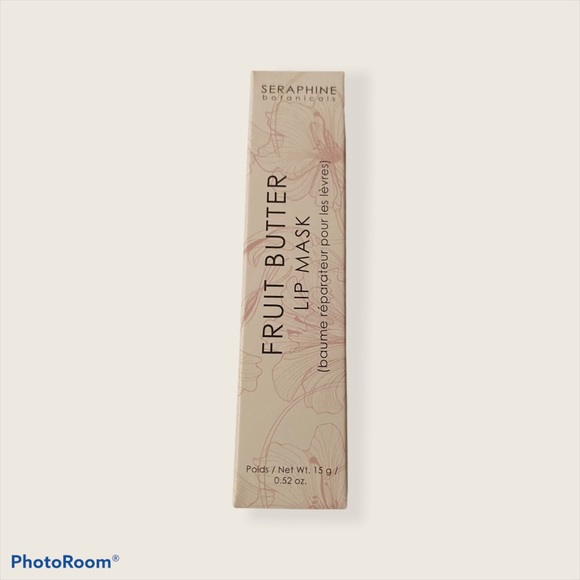 SERAPHINE
botanicals
FRUIT BUTTER
LIP MASK
(baume réparateur pour les lèvres)
Poids / Net Wt. 15 g /
0.52 oz.
PhotoRoom®